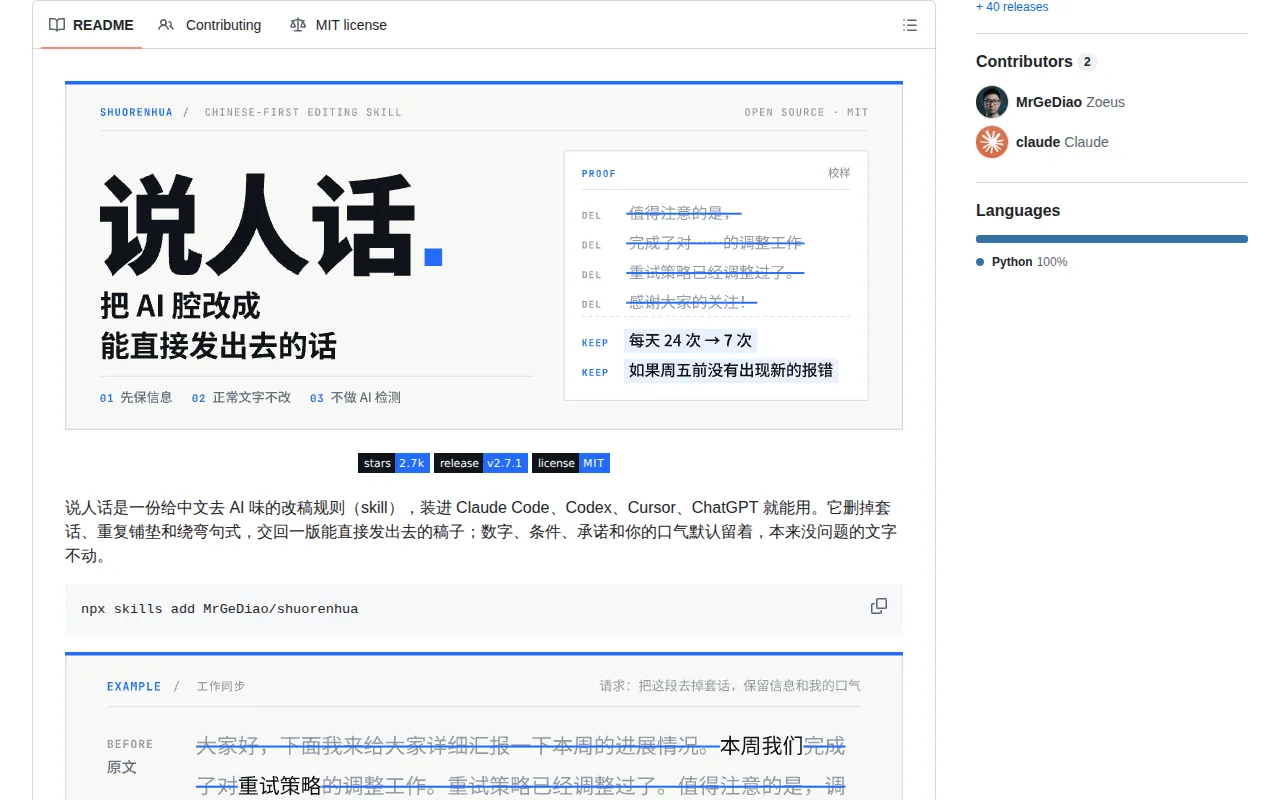 README
Contributing
MIT license
+ 40 releases
Contributors 2
MrGeDiao Zoeus
claude Claude
Languages
Python 100%
SHUORENHUA / CHINESE-FIRST EDITING SKILL
OPEN SOURCE · MIT
说人话.
把 AI 腔改成
能直接发出去的话
01 先保信息 02 正常文字不改 03 不做 AI 检测
PROOF 校样
DEL 值得注意的是，
DEL 完成了对……的调整工作
DEL 重试策略已经调整过了。
DEL 感谢大家的关注！
KEEP 每天 24 次 → 7 次
KEEP 如果周五前没有出现新的报错
stars 2.7k release v2.7.1 license MIT
说人话是一份给中文去 AI 味的改稿规则（skill），装进 Claude Code、Codex、Cursor、ChatGPT 就能用。它删掉套
话、重复铺垫和绕弯句式，交回一版能直接发出去的稿子；数字、条件、承诺和你的口气默认留着，本来没问题的文字
不动。
npx skills add MrGeDiao/shuorenhua
EXAMPLE / 工作同步
请求：把这段去掉套话，保留信息和我的口气
BEFORE
原文
大家好，下面我来给大家详细汇报一下本周的进展情况。本周我们完成
了对重试策略的调整工作。重试策略已经调整过了。值得注意的是，调